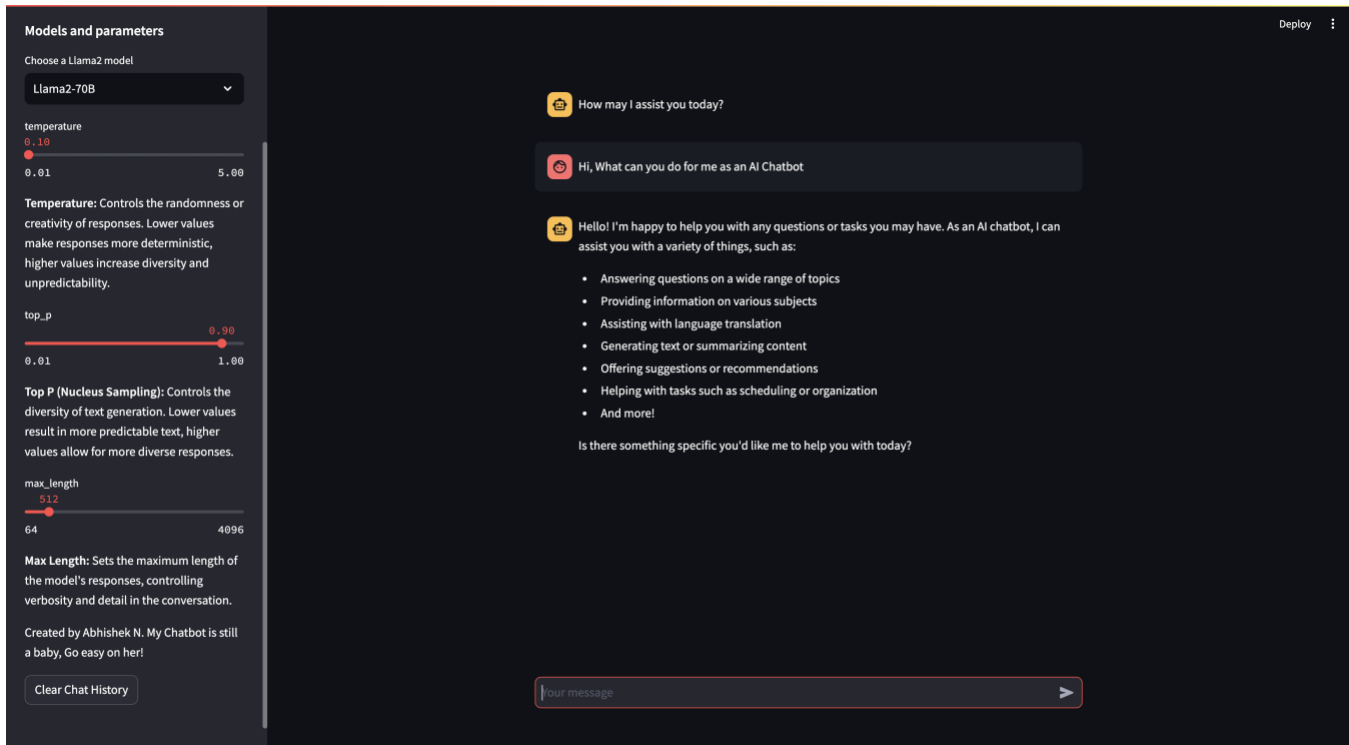 Models and parameters
Choose a Llama2 model
Llama2-70B
temperature
0.10
0.01 5.00
Temperature: Controls the randomness or
creativity of responses. Lower values
make responses more deterministic,
higher values increase diversity and
unpredictability.
top_p
0.90
0.01 1.00
Top P (Nucleus Sampling): Controls the
diversity of text generation. Lower values
result in more predictable text, higher
values allow for more diverse responses.
max_length
512
64 4096
Max Length: Sets the maximum length of
the model's responses, controlling
verbosity and detail in the conversation.
Created by Abhishek N. My Chatbot is still
a baby, Go easy on her!
Clear Chat History
Deploy
How may I assist you today?
Hi, What can you do for me as an AI Chatbot
Hello! I'm happy to help you with any questions or tasks you may have. As an AI chatbot, I can
assist you with a variety of things, such as:
• Answering questions on a wide range of topics
• Providing information on various subjects
• Assisting with language translation
• Generating text or summarizing content
• Offering suggestions or recommendations
• Helping with tasks such as scheduling or organization
• And more!
Is there something specific you'd like me to help you with today?
Your message